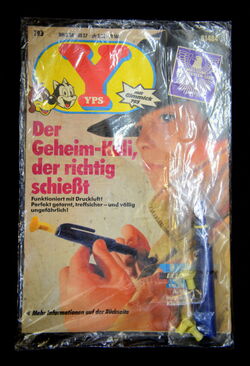 YPS
mit
Gimmick
Der
Geheim-Kuli,
der richtig
schießt
Funktioniert mit Druckluft!
Perfekt getarnt, treffsicher – und völlig
ungefährlich!
Mehr Informationen auf der Rückseite